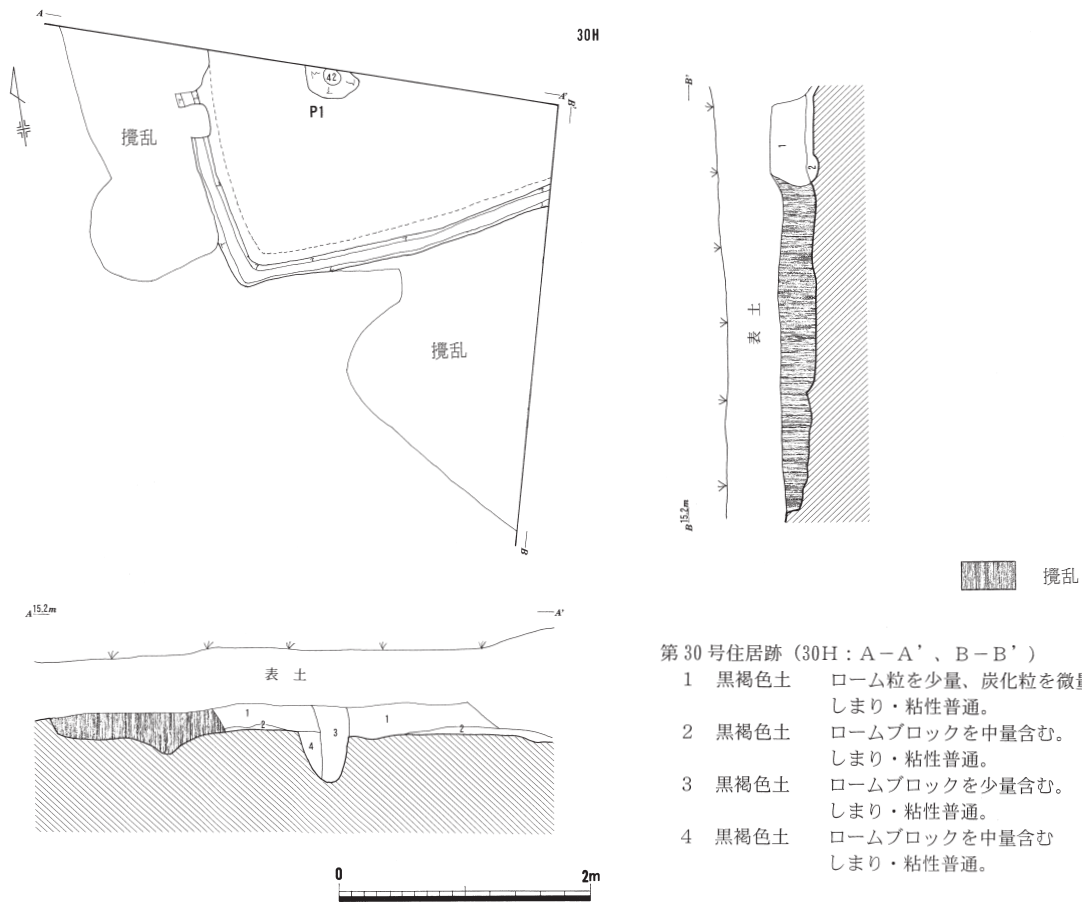 30H
A
A'
B'
42
P1
攪乱
攪乱
B
B'
1
2
表土
B 15.2m
攪乱
A 15.2m
A'
表土
1
2
4
3
1
2
0
2m
第30号住居跡（30H：A－A’、B－B’）
1 黒褐色土 ローム粒を少量、炭化粒を微量
しまり・粘性普通。
2 黒褐色土 ロームブロックを中量含む。
しまり・粘性普通。
3 黒褐色土 ロームブロックを少量含む。
しまり・粘性普通。
4 黒褐色土 ロームブロックを中量含む
しまり・粘性普通。